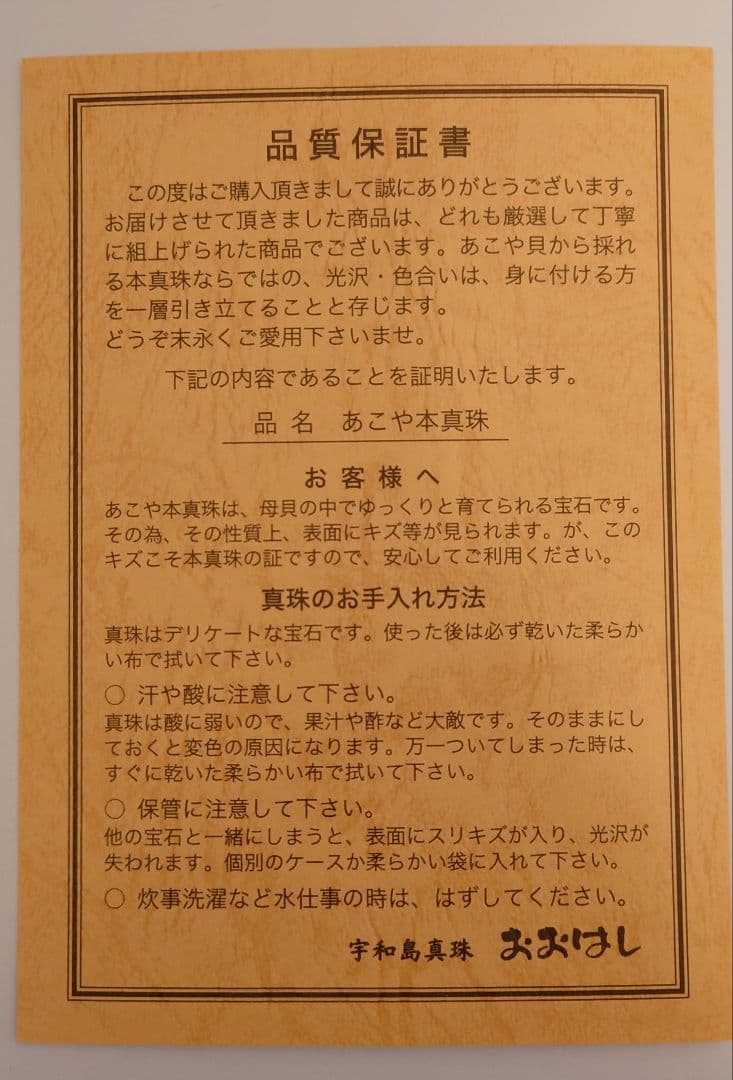 品質保証書
この度はご購入頂きまして誠にありがとうございます。
お届けさせて頂きました商品は、どれも厳選して丁寧
に組上げられた商品でございます。あこや貝から採れ
る本真珠ならではの、光沢・色合いは、身に付ける方
を一層引き立てることと存じます。
どうぞ末永くご愛用下さいませ。
下記の内容であることを証明いたします。
品名 あこや本真珠
お客様へ
あこや本真珠は、母貝の中でゆっくりと育てられる宝石です。
その為、その性質上、表面にキズ等が見られます。が、この
キズこそ本真珠の証ですので、安心してご利用ください。
真珠のお手入れ方法
真珠はデリケートな宝石です。使った後は必ず乾いた柔らか
い布で拭いて下さい。
○ 汗や酸に注意して下さい。
真珠は酸に弱いので、果汁や酢など大敵です。そのままにし
ておくと変色の原因になります。万一ついてしまった時は、
すぐに乾いた柔らかい布で拭いて下さい。
○ 保管に注意して下さい。
他の宝石と一緒にしまうと、表面にスリキズが入り、光沢が
失われます。個別のケースか柔らかい袋に入れて下さい。
○ 炊事洗濯など水仕事の時は、はずしてください。
宇和島真珠 おおはし